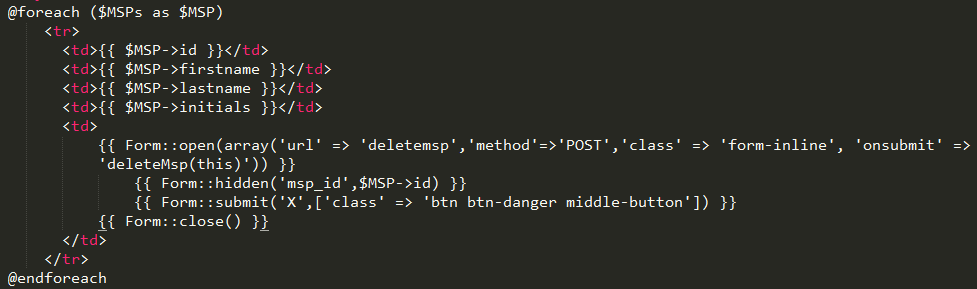 @foreach ($MSPs as $MSP)
<tr>
<td>{{ $MSP->id }}</td>
<td>{{ $MSP->firstname }}</td>
<td>{{ $MSP->lastname }}</td>
<td>{{ $MSP->initials }}</td>
<td>
{{ Form::open(array('url' => 'deletemsp','method'=>'POST','class' => 'form-inline', 'onsubmit' =>
'deleteMsp(this)')) }}
{{ Form::hidden('msp_id',$MSP->id) }}
{{ Form::submit('X',['class' => 'btn btn-danger middle-button']) }}
{{ Form::close() }}
</td>
</tr>
@endforeach